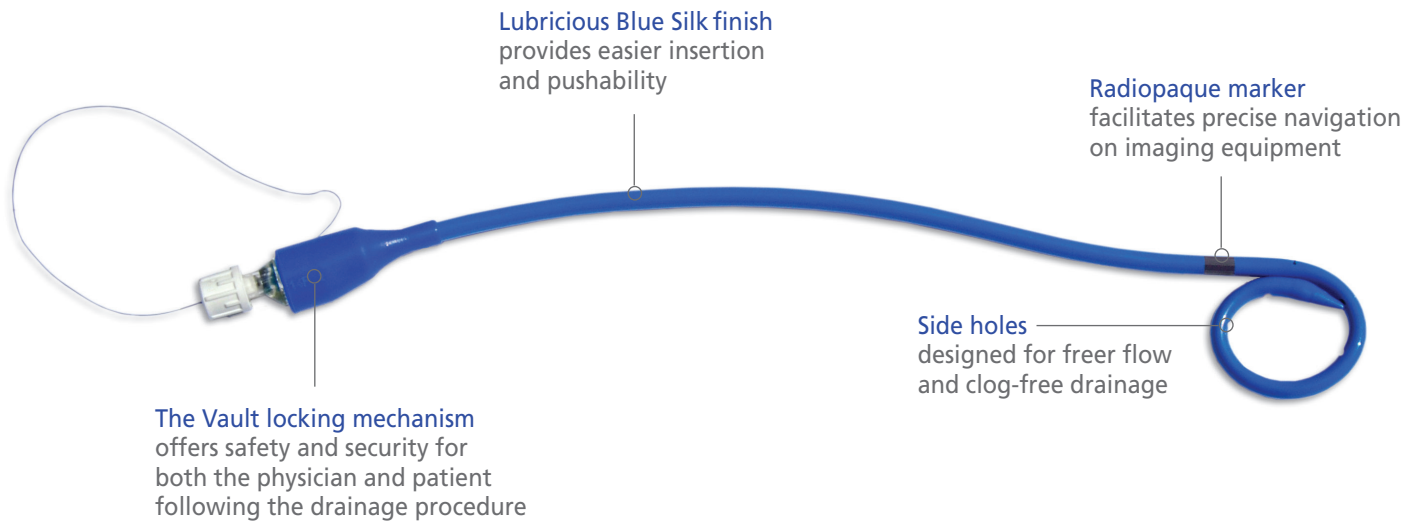 Lubricious Blue Silk finish
provides easier insertion
and pushability
Radiopaque marker
facilitates precise navigation
on imaging equipment
Side holes
designed for freer flow
and clog-free drainage
The Vault locking mechanism
offers safety and security for
both the physician and patient
following the drainage procedure